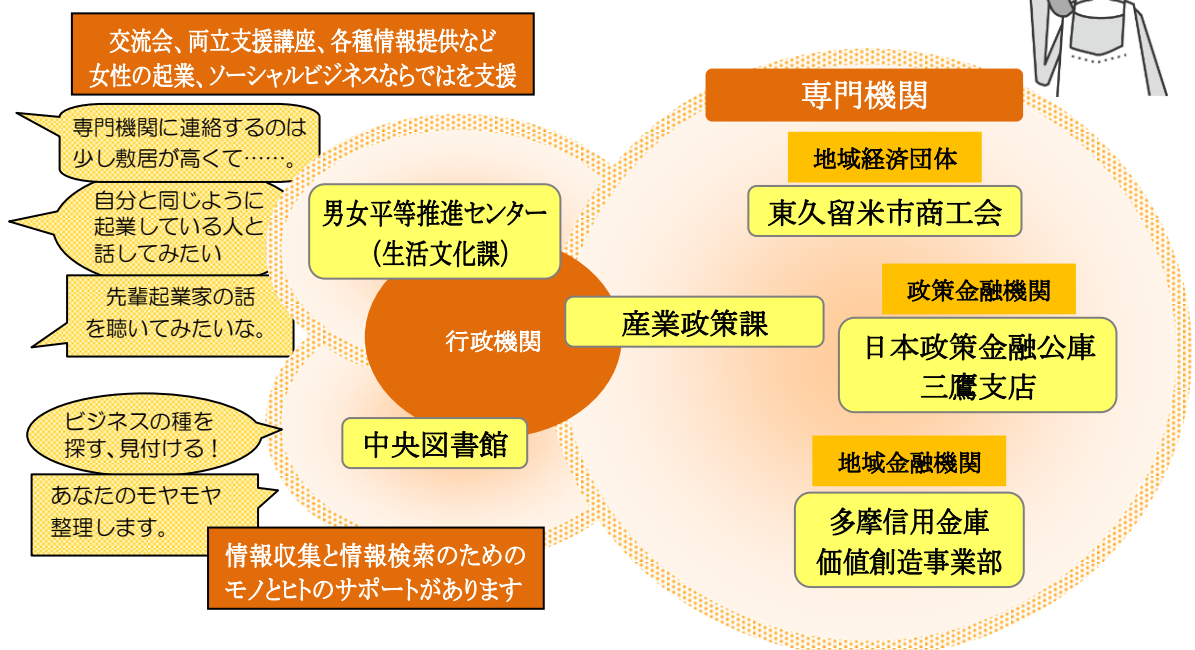 交流会、両立支援講座、各種情報提供など
女性の起業、ソーシャルビジネスならではを支援
専門機関に連絡するのは
少し敷居が高くて……。
自分と同じように
起業している人と
話してみたい
先輩起業家の話
を聴いてみたいな。
男女平等推進センター
（生活文化課）
行政機関
産業政策課
中央図書館
ビジネスの種を
探す、見付ける！
あなたのモヤモヤ
整理します。
情報収集と情報検索のための
モノとヒトのサポートがあります
専門機関
地域経済団体
東久留米市商工会
政策金融機関
日本政策金融公庫
三鷹支店
地域金融機関
多摩信用金庫
価値創造事業部